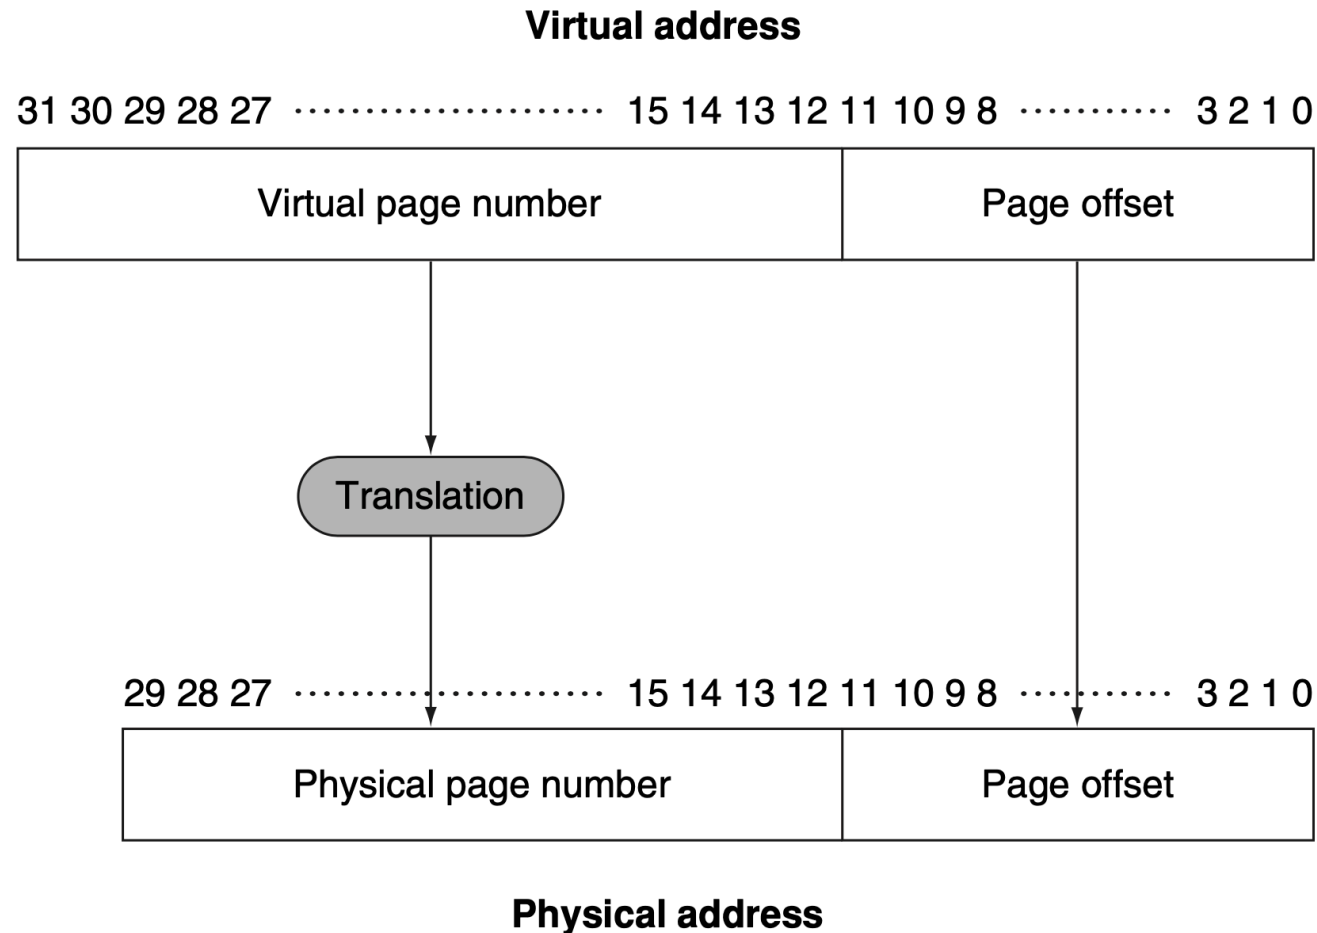 Virtual address
31 30 29 28 27 ...................... 15 14 13 12 11 10 9 8 ........... 3 2 1 0
Virtual page number Page offset
Translation
29 28 27 ...................... 15 14 13 12 11 10 9 8 ........... 3 2 1 0
Physical page number Page offset
Physical address